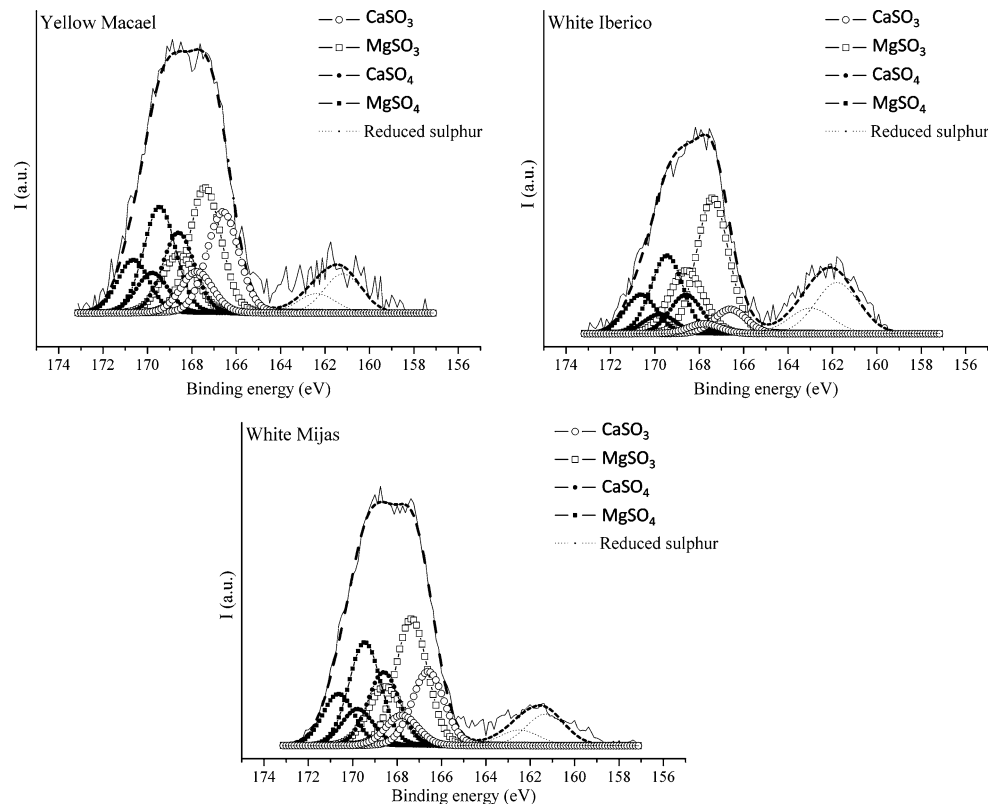 Yellow Macael
CaSO₃
MgSO₃
CaSO₄
MgSO₄
Reduced sulphur
I (a.u.)
174 172 170 168 166 164 162 160 158 156
Binding energy (eV)
White Iberico
CaSO₃
MgSO₃
CaSO₄
MgSO₄
Reduced sulphur
I (a.u.)
174 172 170 168 166 164 162 160 158 156
Binding energy (eV)
White Mijas
CaSO₃
MgSO₃
CaSO₄
MgSO₄
Reduced sulphur
I (a.u.)
174 172 170 168 166 164 162 160 158 156
Binding energy (eV)